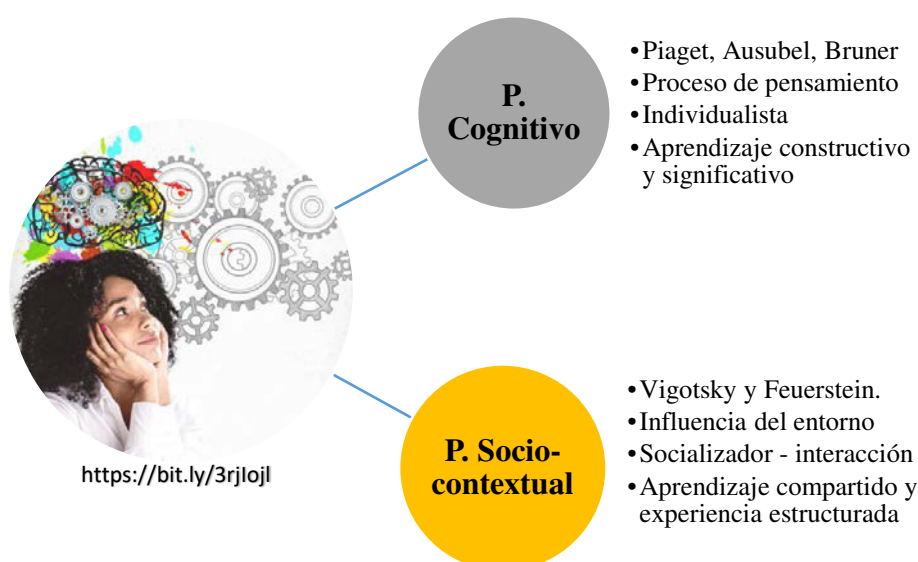 P.
Cognitivo
•Piaget, Ausubel, Bruner
•Proceso de pensamiento
•Individualista
•Aprendizaje constructivo
y significativo
https://bit.ly/3rjIojl
P. Socio-
contextual
•Vigotsky y Feuerstein.
•Influencia del entorno
•Socializador - interacción
•Aprendizaje compartido y
experiencia estructurada